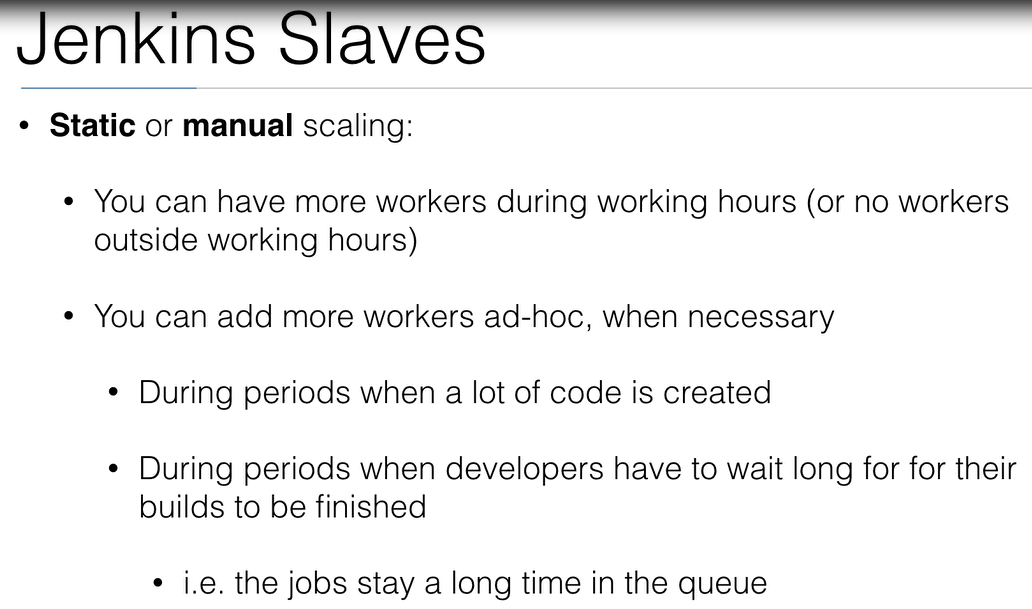 Jenkins Slaves
• Static or manual scaling:
• You can have more workers during working hours (or no workers
outside working hours)
• You can add more workers ad-hoc, when necessary
• During periods when a lot of code is created
• During periods when developers have to wait long for for their
builds to be finished
• i.e. the jobs stay a long time in the queue